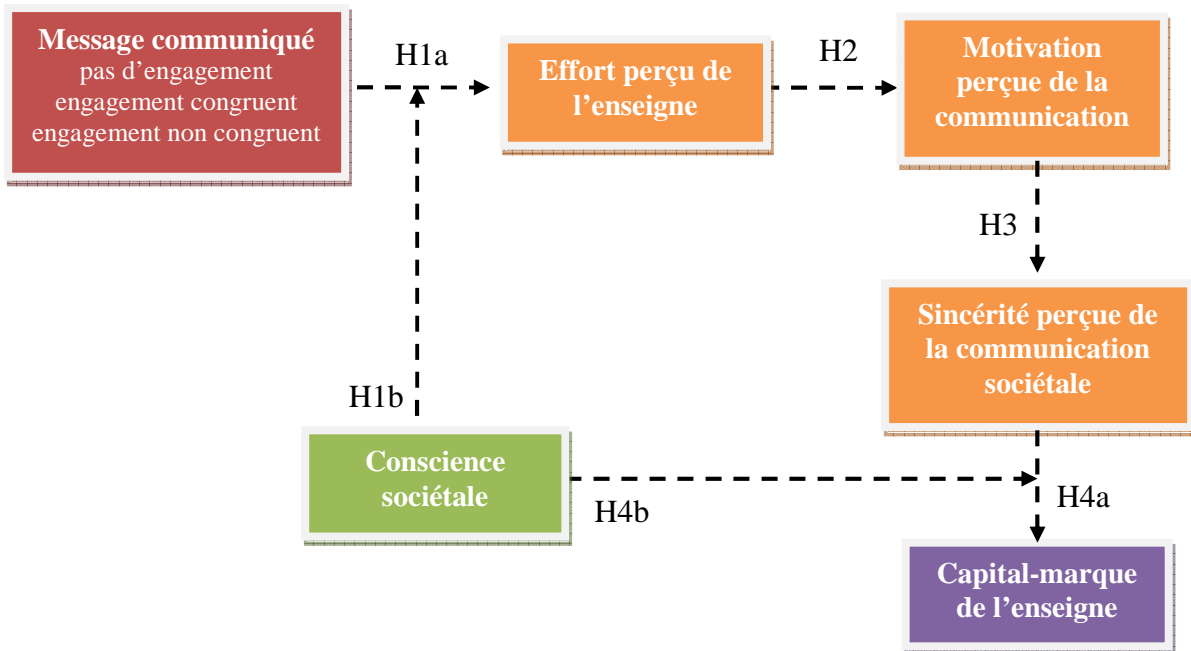 Message communiqué
pas d’engagement
engagement congruent
engagement non congruent
H1a
Effort perçu de
l’enseigne
H2
Motivation
perçue de la
communication
H3
Sincérité perçue de
la communication
sociétale
H1b
Conscience
sociétale
H4b
H4a
Capital-marque
de l’enseigne